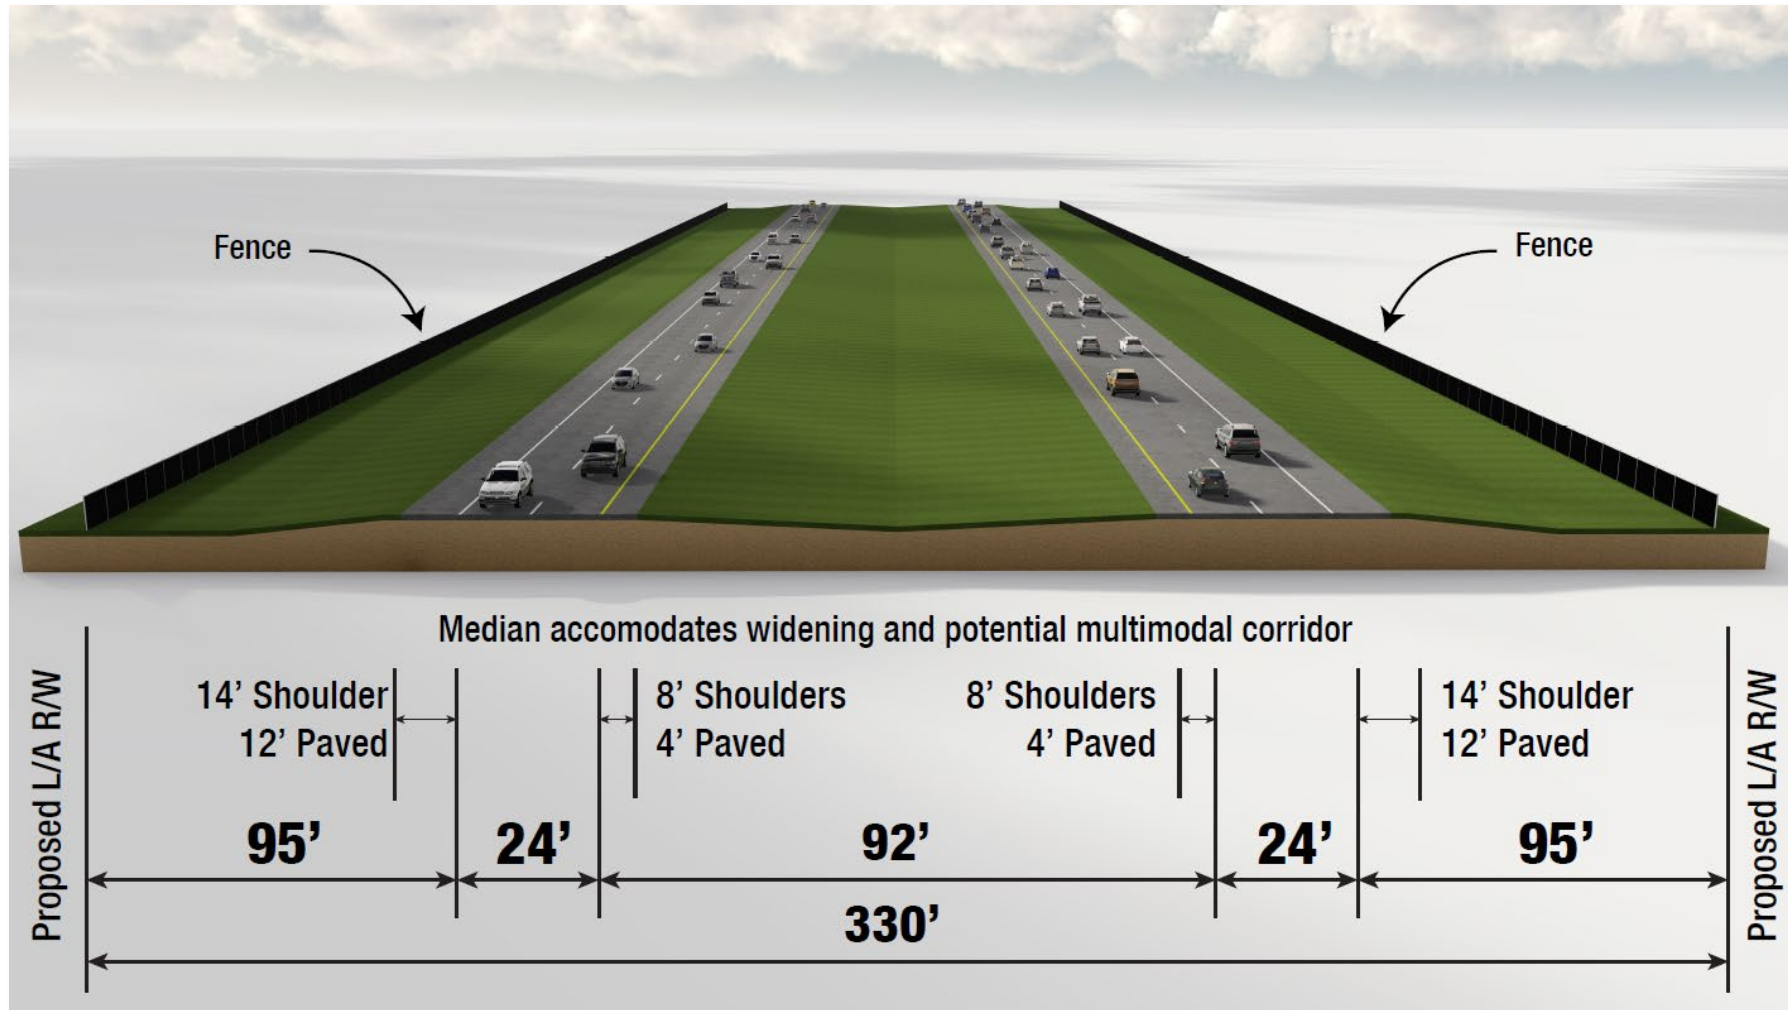 Fence
Fence
Median accomodates widening and potential multimodal corridor
Proposed L/A R/W
14’ Shoulder
12’ Paved
8’ Shoulders
4’ Paved
8’ Shoulders
4’ Paved
14’ Shoulder
12’ Paved
Proposed L/A R/W
95’
24’
92’
24’
95’
330’